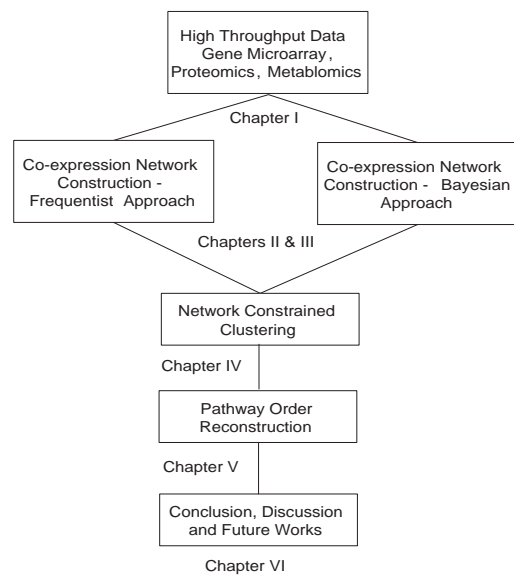 High Throughput Data
Gene Microarray,
Proteomics, Metablomics
Chapter I
Co-expression Network
Construction -
Frequentist Approach
Co-expression Network
Construction - Bayesian
Approach
Chapters II & III
Network Constrained
Clustering
Chapter IV
Pathway Order
Reconstruction
Chapter V
Conclusion, Discussion
and Future Works
Chapter VI